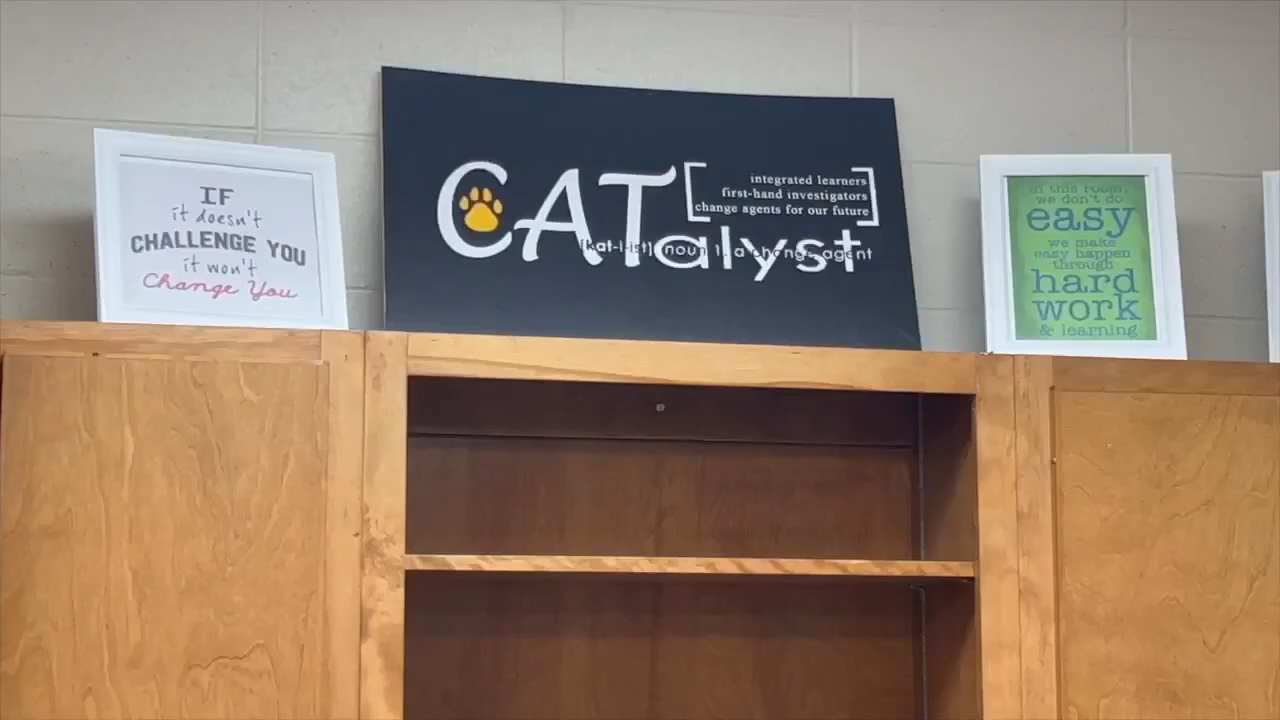 IF
it doesn't
CHALLENGE YOU
it won't
Change You
CATalyst
integrated learners
first-hand investigators
change agents for our future
[kat-l-ist] noun 1. a change agent
in this room,
we don't do
easy
we make
easy happen
through
hard
work
& learning